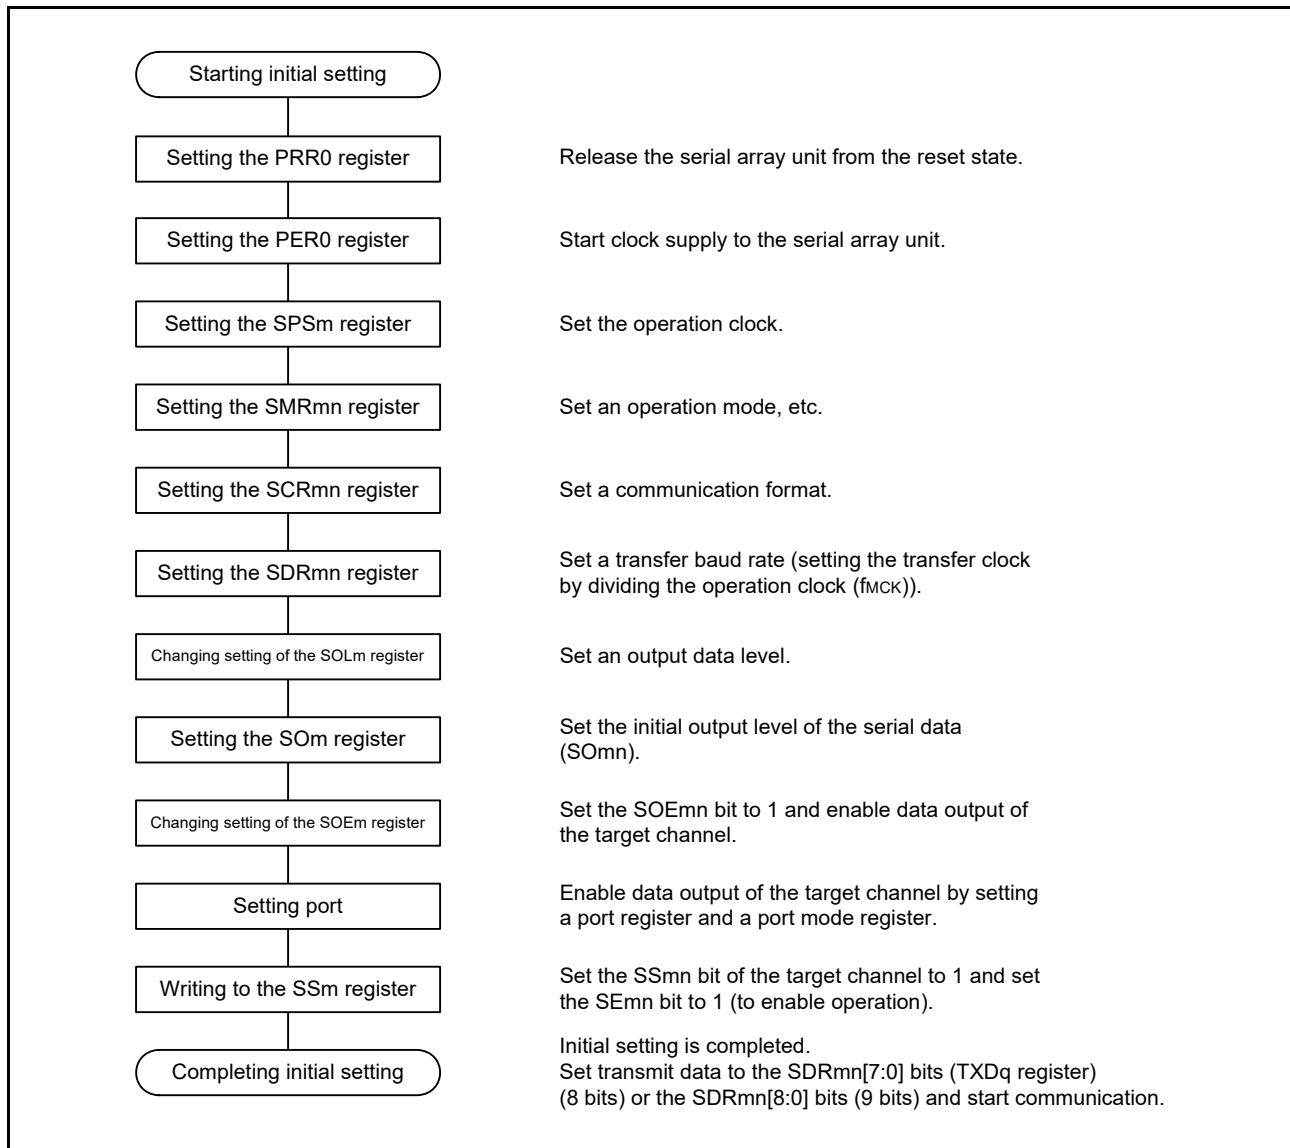 Starting initial setting
Setting the PRR0 register
Release the serial array unit from the reset state.
Setting the PER0 register
Start clock supply to the serial array unit.
Setting the SPSm register
Set the operation clock.
Setting the SMRmn register
Set an operation mode, etc.
Setting the SCRmn register
Set a communication format.
Setting the SDRmn register
Set a transfer baud rate (setting the transfer clock
by dividing the operation clock (fMCK)).
Changing setting of the SOLm register
Set an output data level.
Setting the SOm register
Set the initial output level of the serial data
(SOmn).
Changing setting of the SOEm register
Set the SOEmn bit to 1 and enable data output of
the target channel.
Setting port
Enable data output of the target channel by setting
a port register and a port mode register.
Writing to the SSm register
Set the SSmn bit of the target channel to 1 and set
the SEmn bit to 1 (to enable operation).
Completing initial setting
Initial setting is completed.
Set transmit data to the SDRmn[7:0] bits (TXDq register)
(8 bits) or the SDRmn[8:0] bits (9 bits) and start communication.